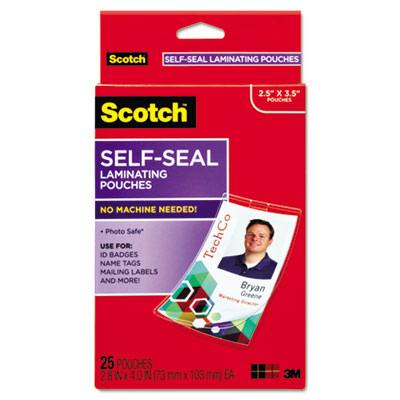 Scotch
SELF-SEAL LAMINATING POUCHES
2.5" X 3.5"
POUCHES
Scotch
SELF-SEAL
LAMINATING
POUCHES
NO MACHINE NEEDED!
• Photo Safe*
USE FOR:
ID BADGES
NAME TAGS
MAILING LABELS
AND MORE!
TechCo
Bryan
Greene
Marketing Director
25 POUCHES
2.8 IN X 4.0 IN (73 mm x 103 mm) EA.
3M